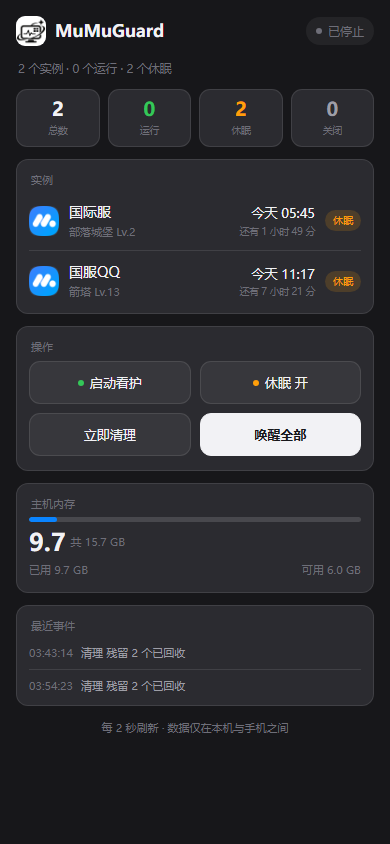 MuMuGuard
已停止
2 个实例 · 0 个运行 · 2 个休眠
2 0 2 0
总数 运行 休眠 关闭
实例
国际服 今天 05:45 休眠
部落城堡 Lv.2 还有 1 小时 49 分
国服QQ 今天 11:17 休眠
箭塔 Lv.13 还有 7 小时 21 分
操作
启动看护 休眠 开
立即清理 唤醒全部
主机内存
9.7 共 15.7 GB
已用 9.7 GB 可用 6.0 GB
最近事件
03:43:14 清理 残留 2 个已回收
03:54:23 清理 残留 2 个已回收
每 2 秒刷新 · 数据仅在本机与手机之间